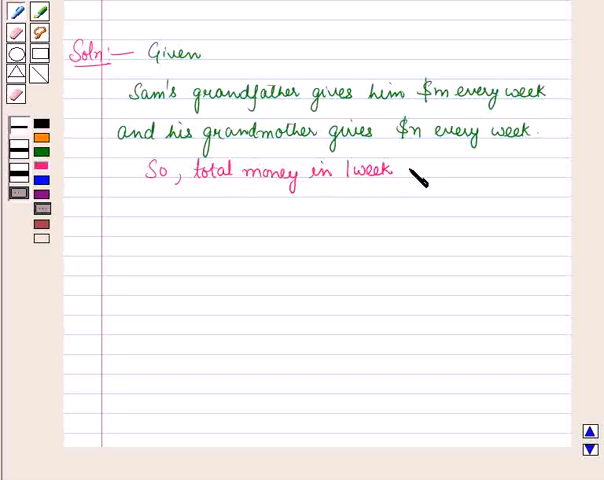 Soln:- Given
Sam's grandfather gives him $m every week
and his grandmother gives $n every week.
So, total money in 1 week